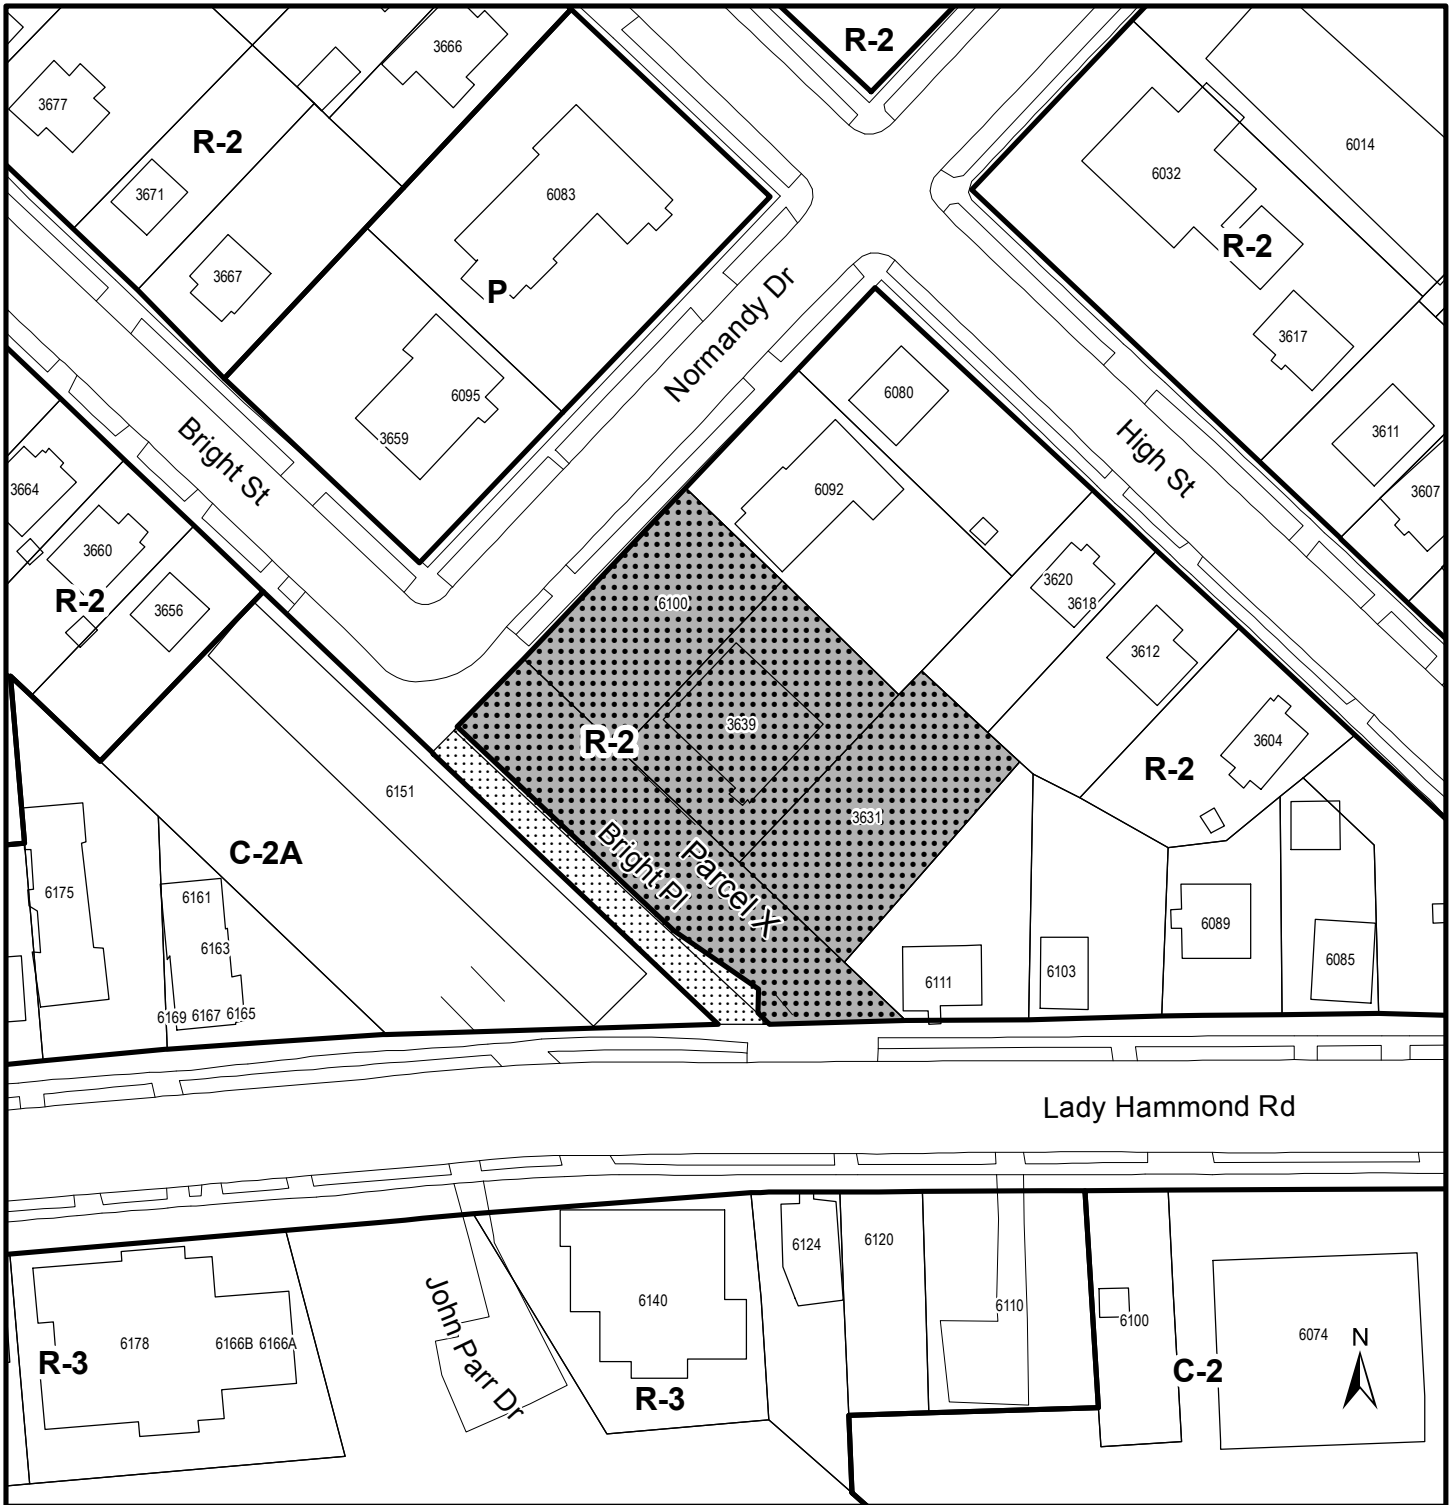 R-2
3666
3677
R-2
6014
6032
3671
6083
R-2
3667
P
Normandy Dr
3617
6080
6095
3611
3659
Bright St
High St
3664
6092
3607
3660
3620
3618
R-2
6100
3656
3612
3639
R-2
3604
R-2
6151
3631
C-2A
Bright Pl
Parcel X
6175
6161
6089
6163
6085
6103
6111
6169
6167
6165
Lady Hammond Rd
6124
6120
6140
6110
John Parr Dr
6100
6178
6166B
6166A
6074
N
R-3
C-2
R-3